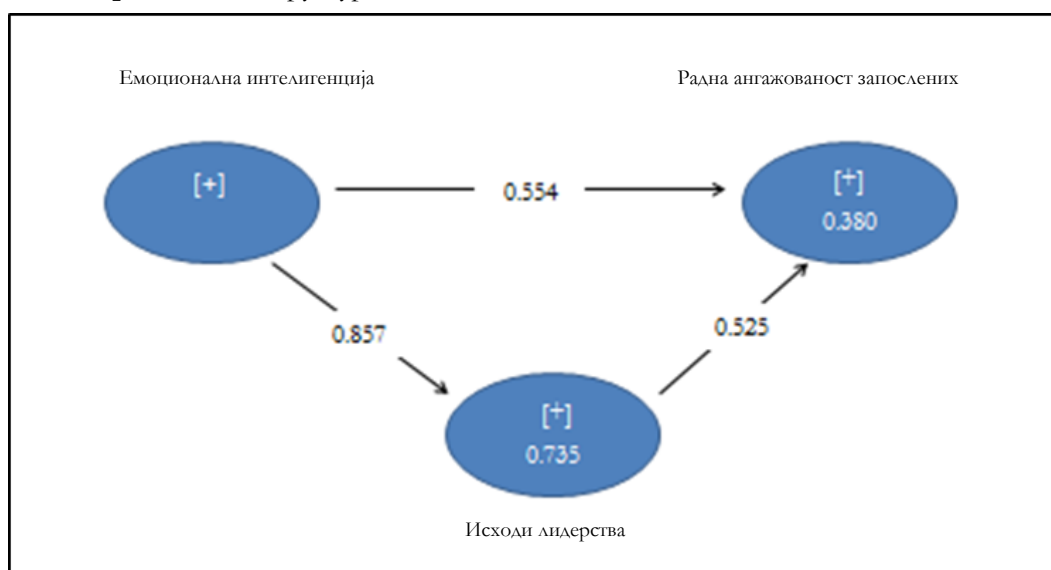 Емоционална интелигенција
Радна ангажованост запослених
[+]
0.554
[+]
0.380
0.857
0.525
[+]
0.735
Исходи лидерства